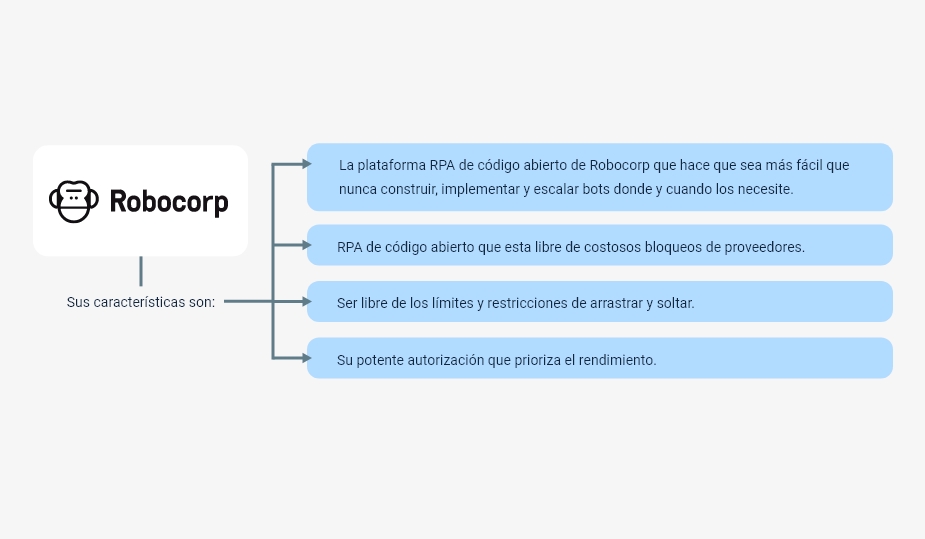 Robocorp
Sus características son:
La plataforma RPA de código abierto de Robocorp que hace que sea más fácil que
nunca construir, implementar y escalar bots donde y cuando los necesite.
RPA de código abierto que esta libre de costosos bloqueos de proveedores.
Ser libre de los límites y restricciones de arrastrar y soltar.
Su potente autorización que prioriza el rendimiento.